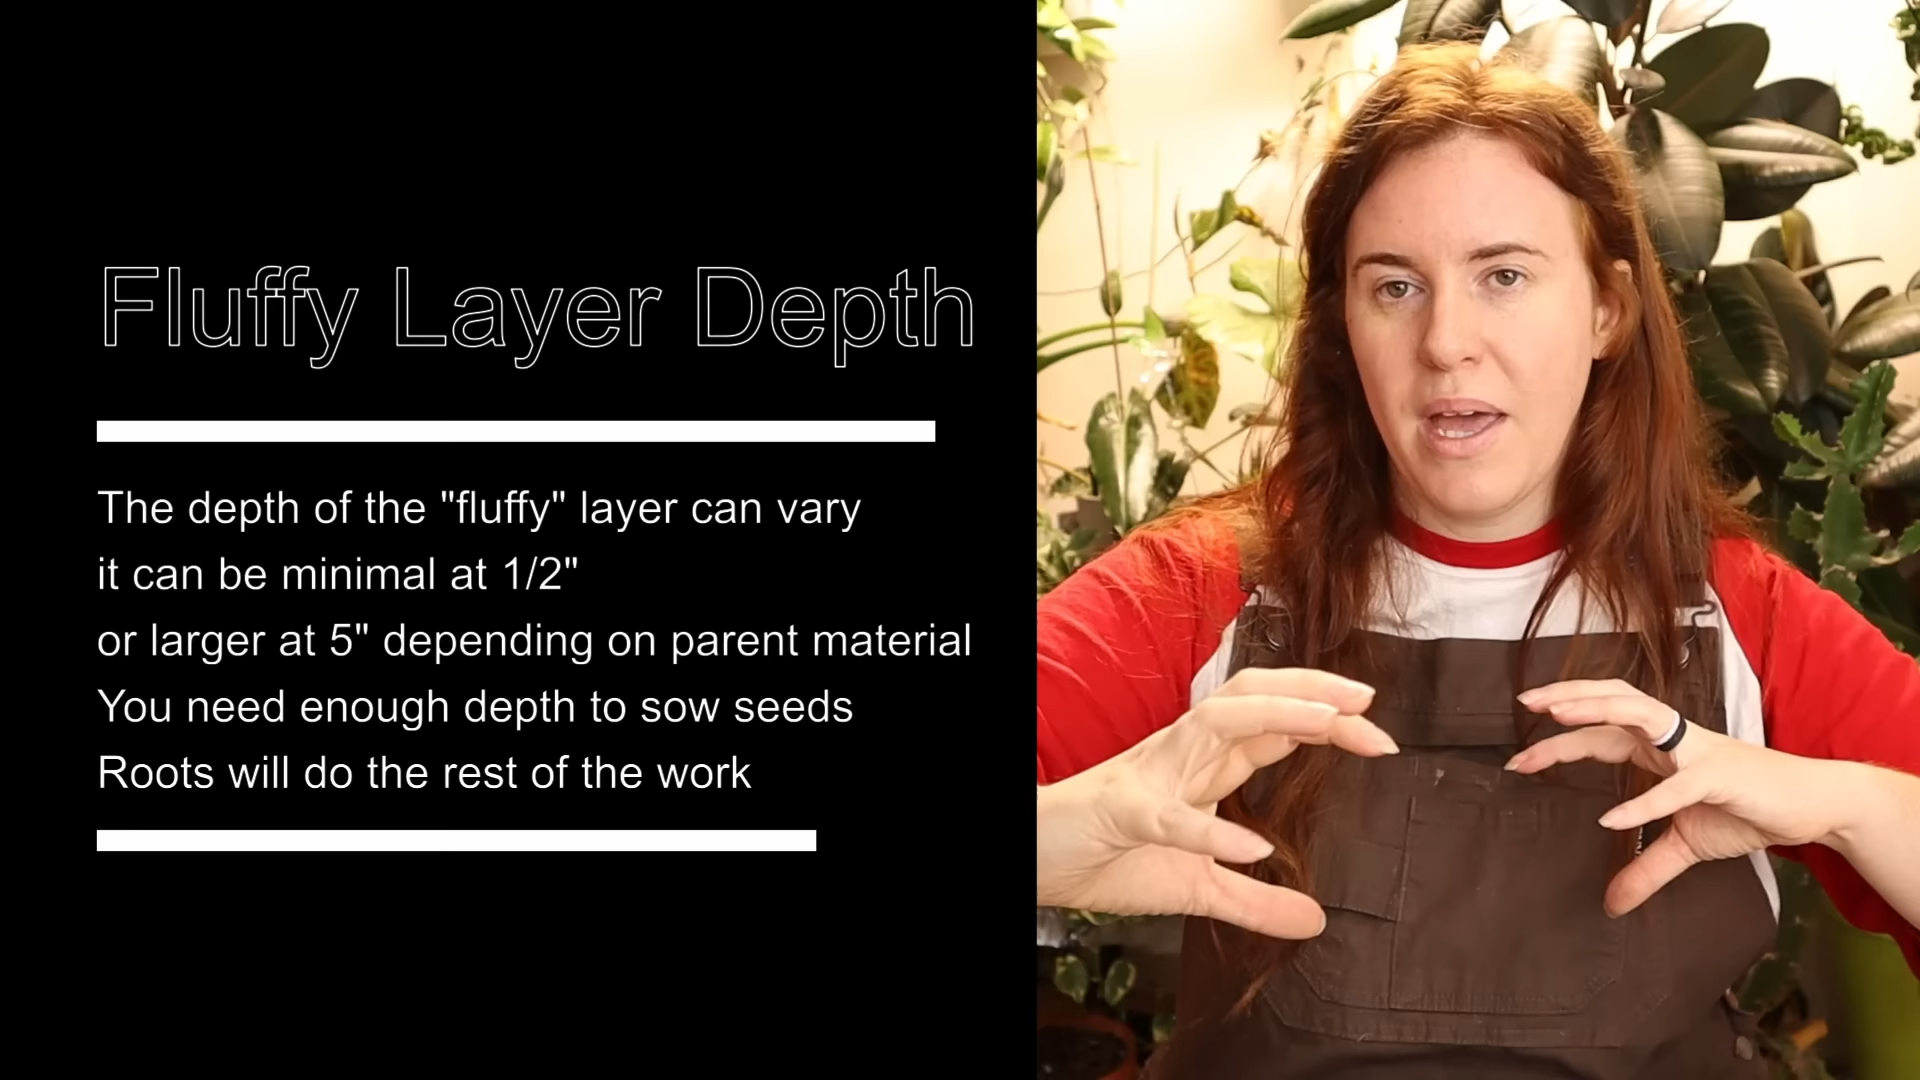 Fluffy Layer Depth
The depth of the "fluffy" layer can vary
it can be minimal at 1/2"
or larger at 5" depending on parent material
You need enough depth to sow seeds
Roots will do the rest of the work